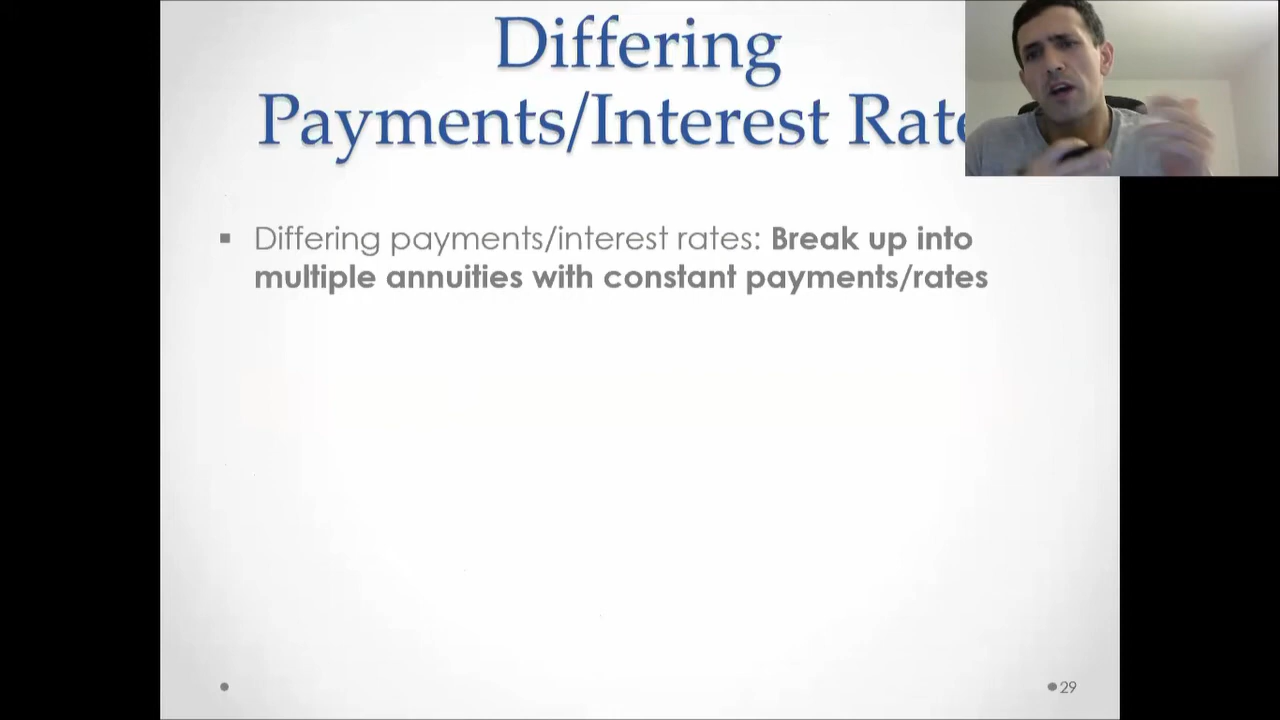 Differing
Payments/Interest Rate
▪ Differing payments/interest rates: Break up into
multiple annuities with constant payments/rates
29